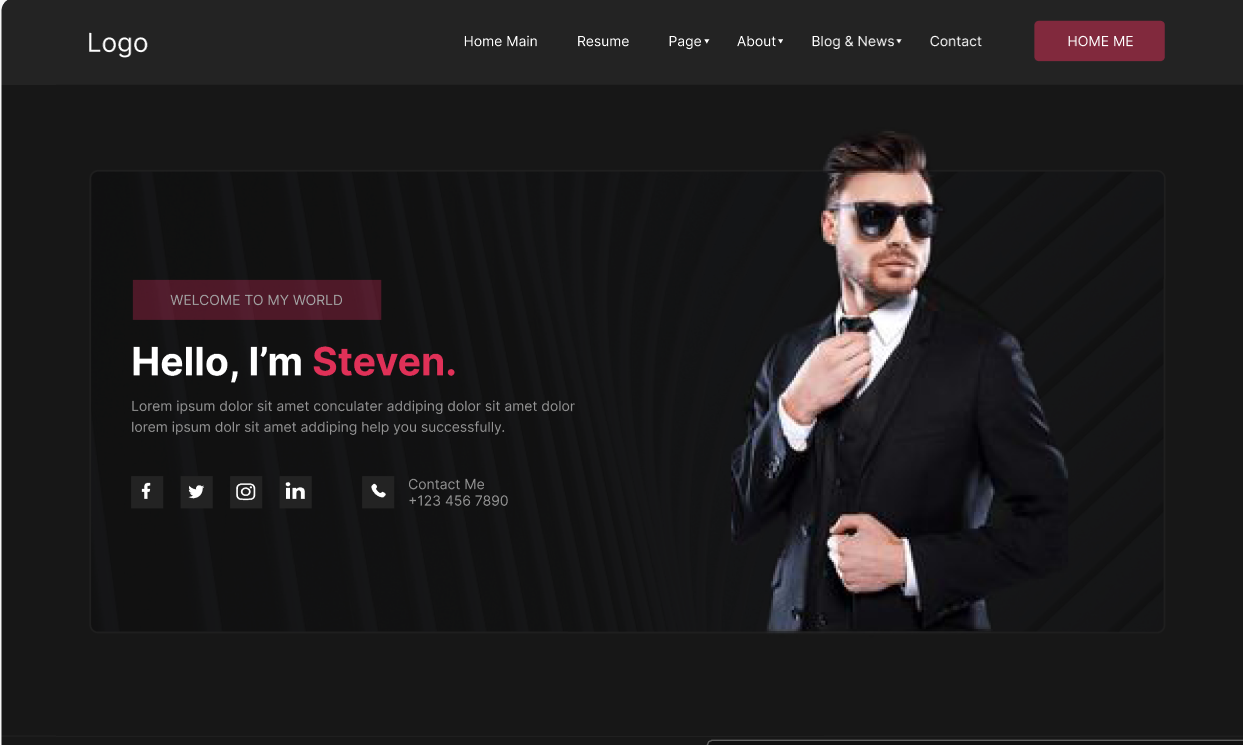 Logo
Home Main
Resume
Page
About
Blog & News
Contact
HOME ME
WELCOME TO MY WORLD
Hello, I’m Steven.
Lorem ipsum dolor sit amet conculater addiping dolor sit amet dolor
lorem ipsum dolr sit amet addiping help you successfully.
Contact Me
+123 456 7890